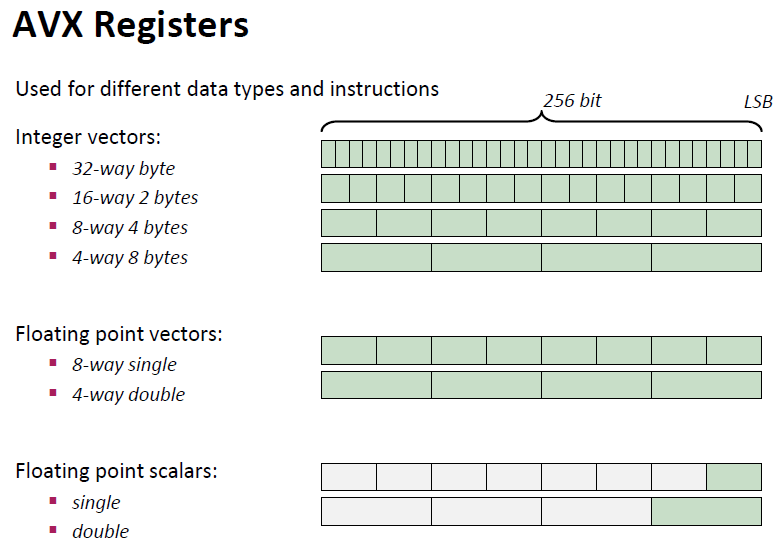 AVX Registers
Used for different data types and instructions
256 bit
LSB
Integer vectors:
32-way byte
16-way 2 bytes
8-way 4 bytes
4-way 8 bytes
Floating point vectors:
8-way single
4-way double
Floating point scalars:
single
double